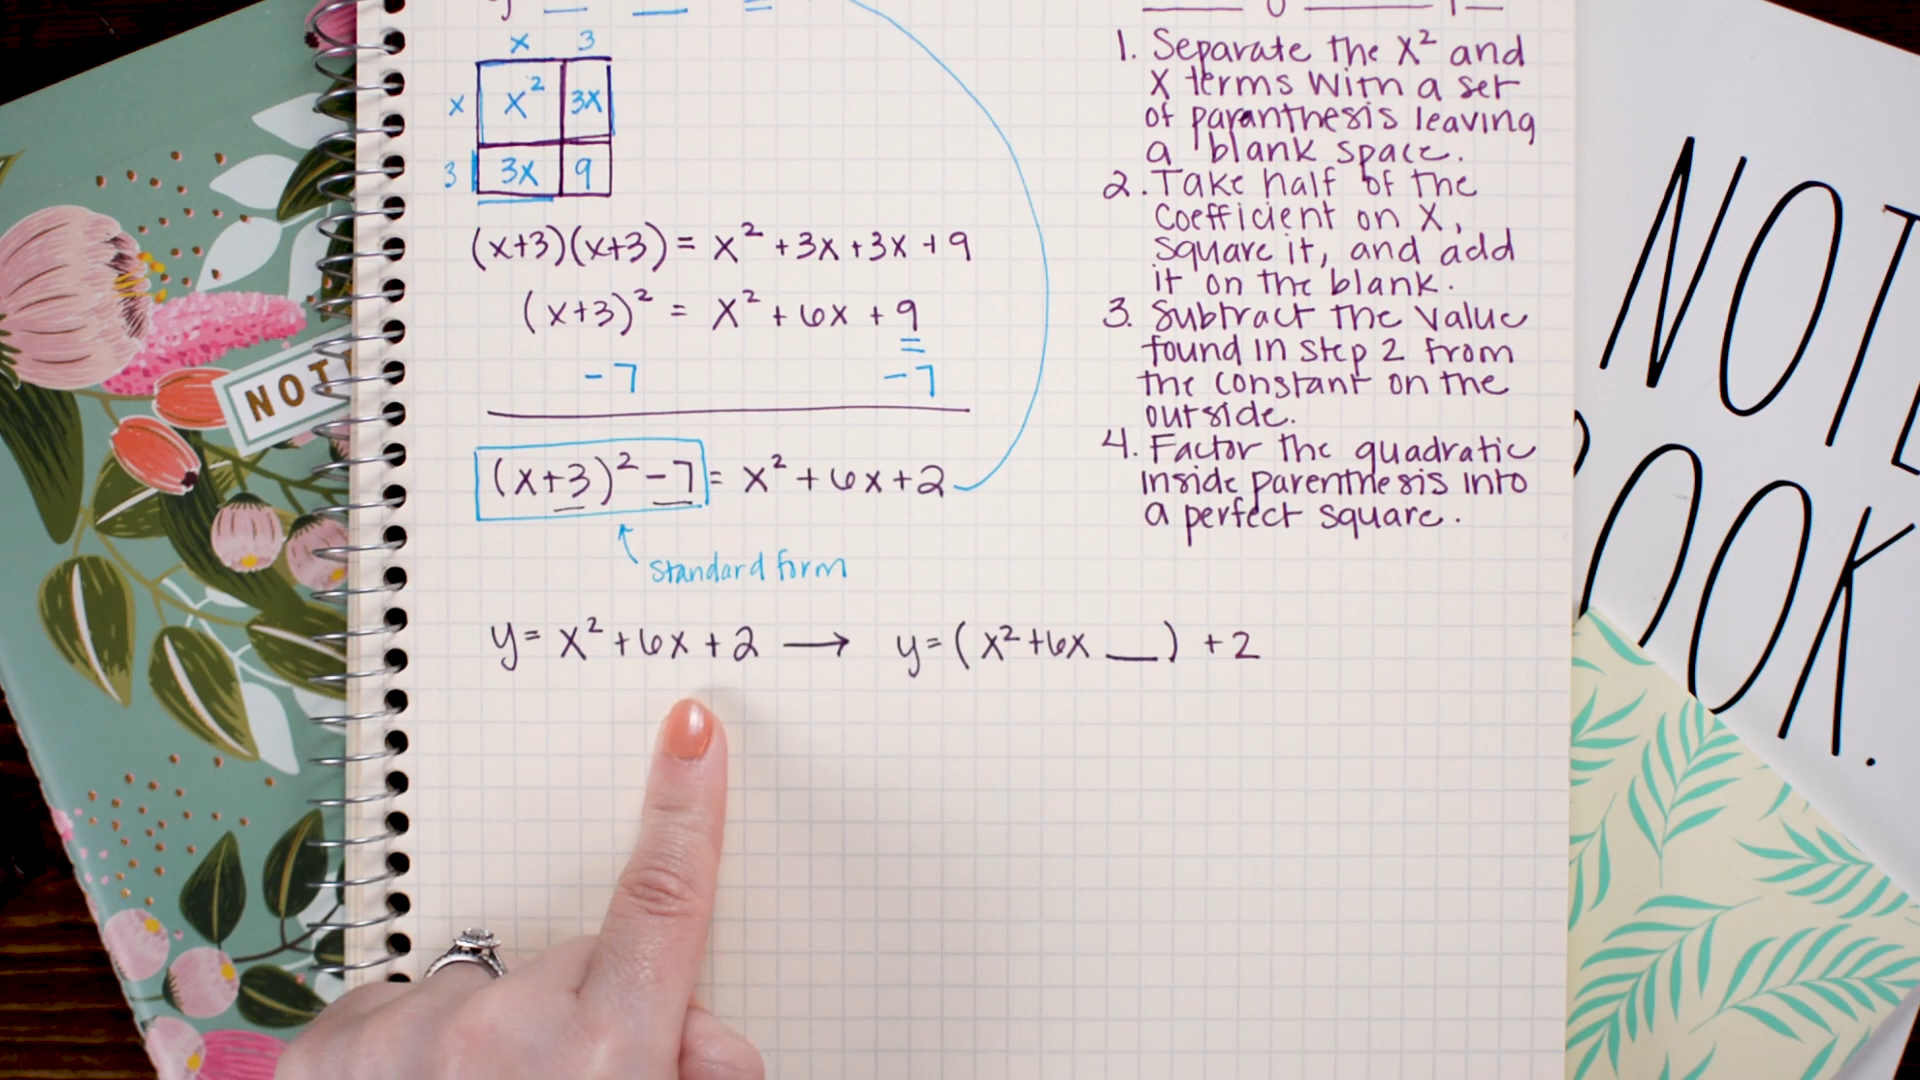 x 3
x x² 3x
3 3x 9
(x+3)(x+3) = x² + 3x + 3x + 9
(x+3)² = x² + 6x + 9
-7 -7
(x+3)² - 7 = x² + 6x + 2
standard form
y = x² + 6x + 2 → y = (x² + 6x __) + 2
1. Separate the x² and
x terms with a set
of paranthesis leaving
a blank space.
2. Take half of the
coefficient on x,
square it, and add
it on the blank.
3. Subtract the value
found in step 2 from
the constant on the
outside.
4. Factor the quadratic
inside parenthesis into
a perfect square.
NOT
NOTE
OOK.